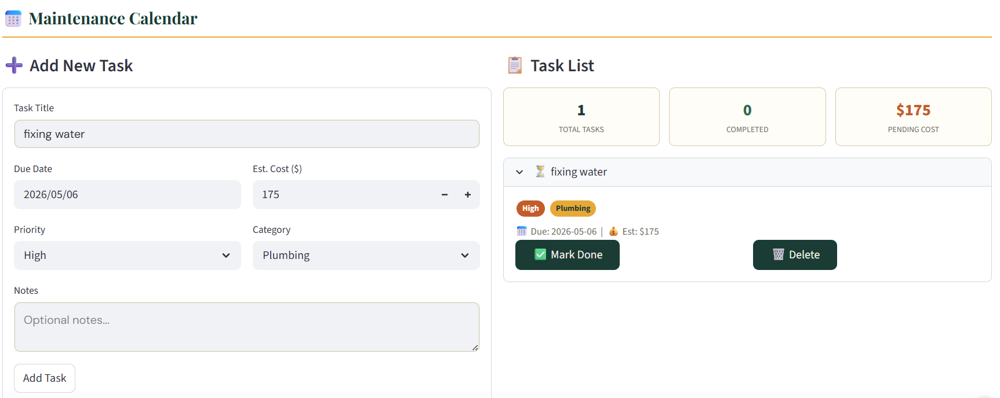 Maintenance Calendar
Add New Task
Task Title
fixing water
Due Date
Est. Cost ($)
2026/05/06
175
Priority
Category
High
Plumbing
Notes
Optional notes...
Add Task
Task List
1
TOTAL TASKS
0
COMPLETED
$175
PENDING COST
fixing water
High
Plumbing
Due: 2026-05-06 | Est: $175
Mark Done
Delete